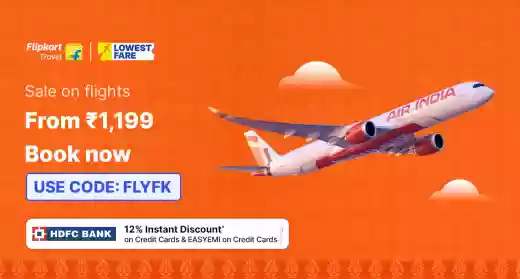 Flipkart
Travel
LOWEST
FARE
Sale on flights
From ₹1,199
Book now
USE CODE: FLYFK
HDFC BANK
12% Instant Discount*
on Credit Cards & EASYEMI on Credit Cards
AIR INDIA